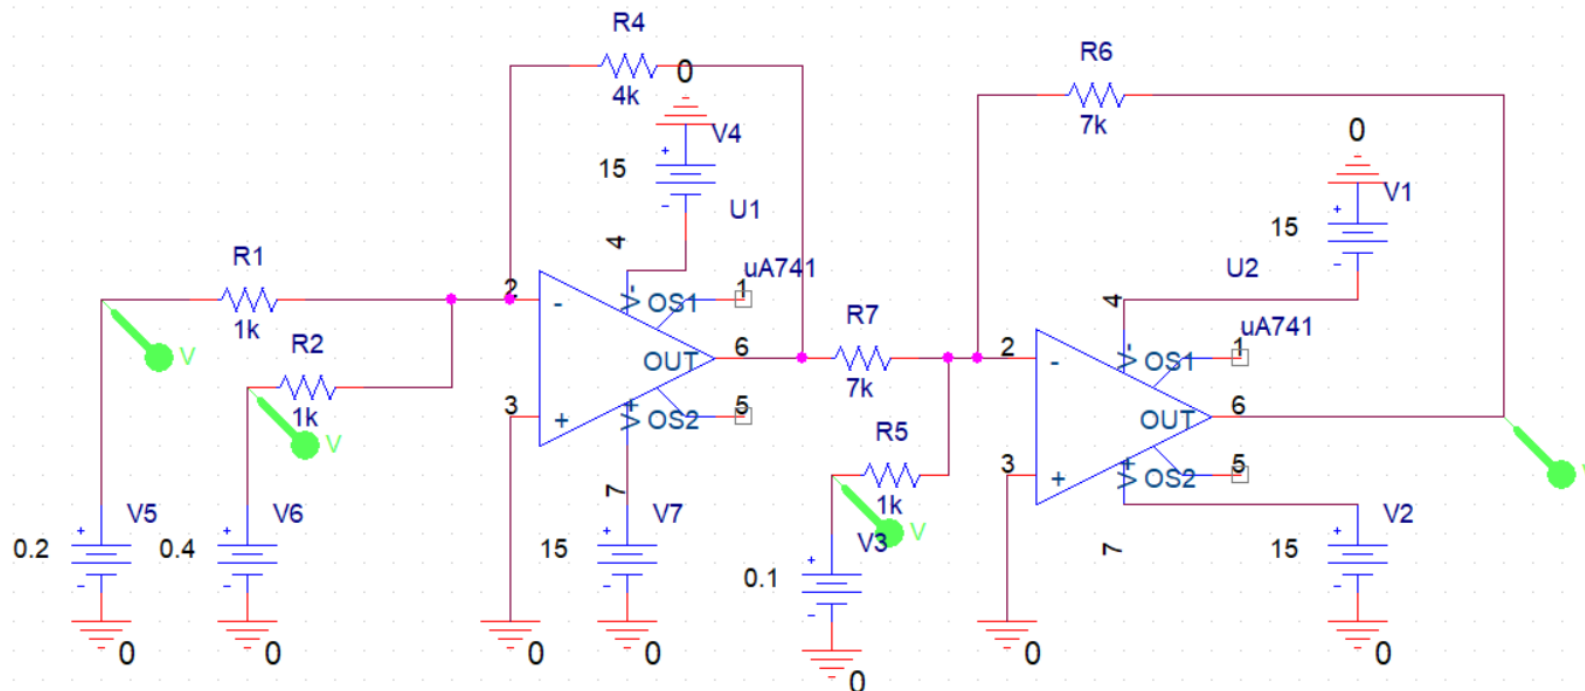 R4
4k
0
V4
15
+
-
U1
R6
7k
0
V1
15
+
-
U2
R1
1k
R2
1k
V
V
2
-
3
+
4
V-
OS1
1
uA741
OUT
6
V+
OS2
5
7
R7
7k
R5
1k
V
2
-
3
+
4
V-
OS1
1
uA741
OUT
6
V+
OS2
5
7
V5
0.2
+
-
0
V6
0.4
+
-
0
0
V7
15
+
-
0
V3
0.1
+
-
0
0
V2
15
+
-
0